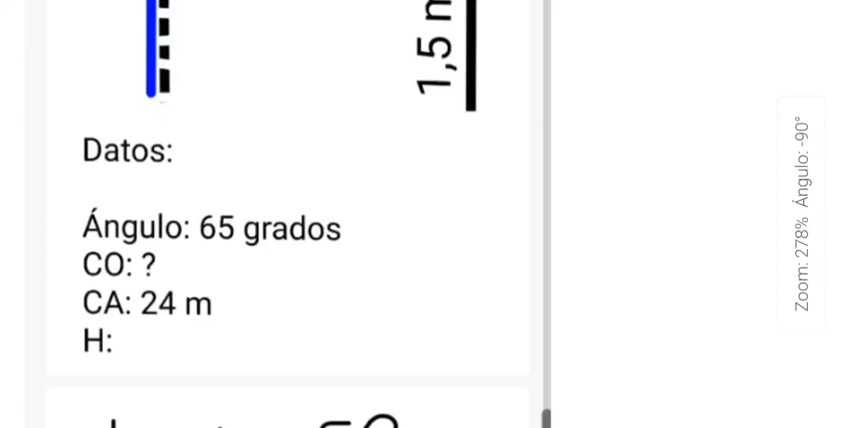 1,5
Datos:
Ángulo: 65 grados
CO: ?
CA: 24 m
H:
Zoom: 278% Ángulo: -90°